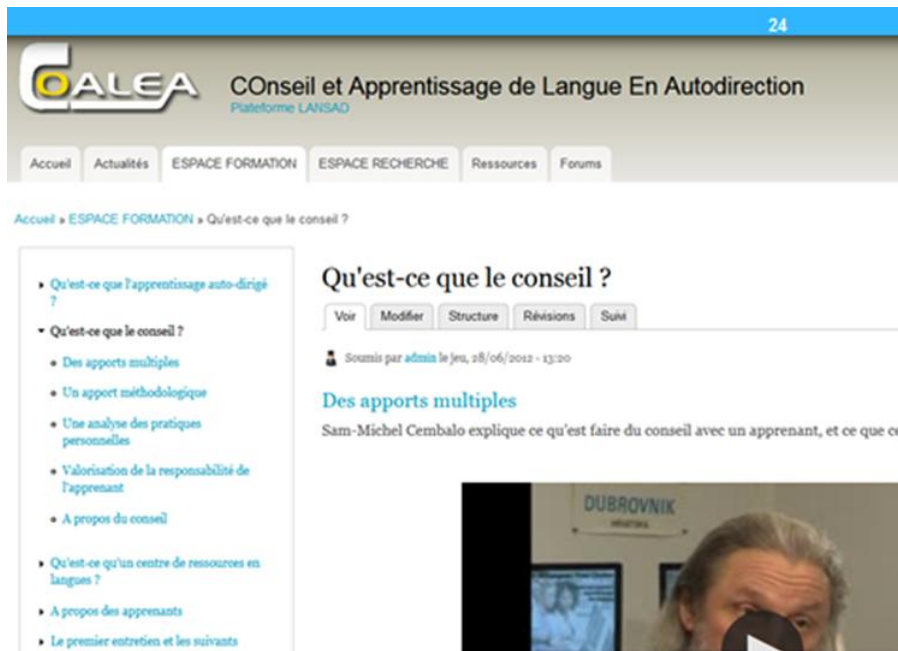 24
COALEA
COnseil et Apprentissage de Langue En Autodirection
Plateforme LANSAD
Accueil Actualités ESPACE FORMATION ESPACE RECHERCHE Ressources Forums
Accueil » ESPACE FORMATION » Qu'est-ce que le conseil ?
Qu'est-ce que l'apprentissage auto-dirigé
?
Qu'est-ce que le conseil ?
Des apports multiples
Un apport méthodologique
Une analyse des pratiques
personnelles
Valorisation de la responsabilité de
l'apprenant
A propos du conseil
Qu'est-ce qu'un centre de ressources en
langues ?
A propos des apprenants
Le premier entretien et les suivants
Qu'est-ce que le conseil ?
Voir Modifier Structure Révisions Suivi
Soumis par admin le jeu, 28/06/2012 - 13:20
Des apports multiples
Sam-Michel Cembalo explique ce qu'est faire du conseil avec un apprenant, et ce que
DUBROVNIK